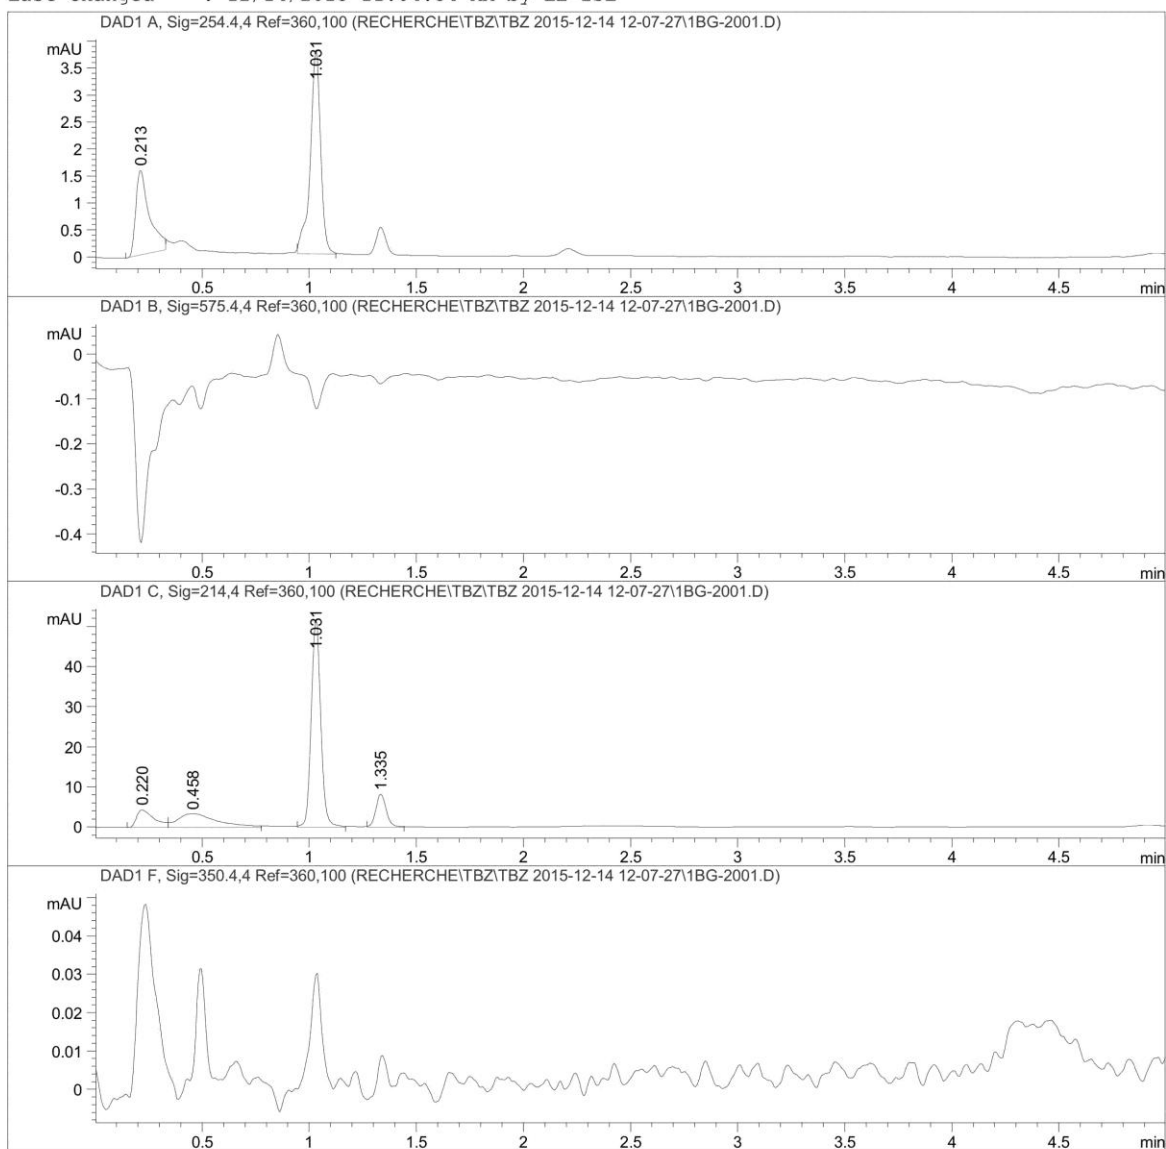 DAD1 A, Sig=254.4,4 Ref=360,100 (RECHERCHE\TBZ\TBZ 2015-12-14 12-07-27\1BG-2001.D)
mAU
3.5
3
2.5
2
1.5
1
0.5
0
0.213
1.031
0.5 1 1.5 2 2.5 3 3.5 4 4.5 min
DAD1 B, Sig=575.4,4 Ref=360,100 (RECHERCHE\TBZ\TBZ 2015-12-14 12-07-27\1BG-2001.D)
mAU
0
-0.1
-0.2
-0.3
-0.4
0.5 1 1.5 2 2.5 3 3.5 4 4.5 min
DAD1 C, Sig=214,4 Ref=360,100 (RECHERCHE\TBZ\TBZ 2015-12-14 12-07-27\1BG-2001.D)
mAU
40
30
20
10
0
0.220
0.458
1.031
1.335
0.5 1 1.5 2 2.5 3 3.5 4 4.5 min
DAD1 F, Sig=350.4,4 Ref=360,100 (RECHERCHE\TBZ\TBZ 2015-12-14 12-07-27\1BG-2001.D)
mAU
0.04
0.03
0.02
0.01
0
0.5 1 1.5 2 2.5 3 3.5 4 4.5 min